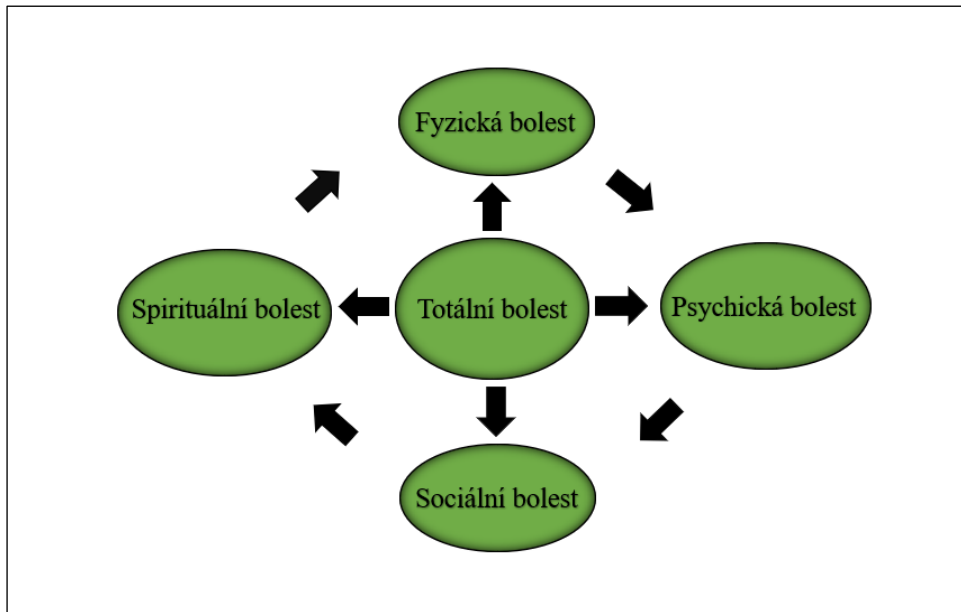 Fyzická bolest
Spirituální bolest
Totální bolest
Psychická bolest
Sociální bolest